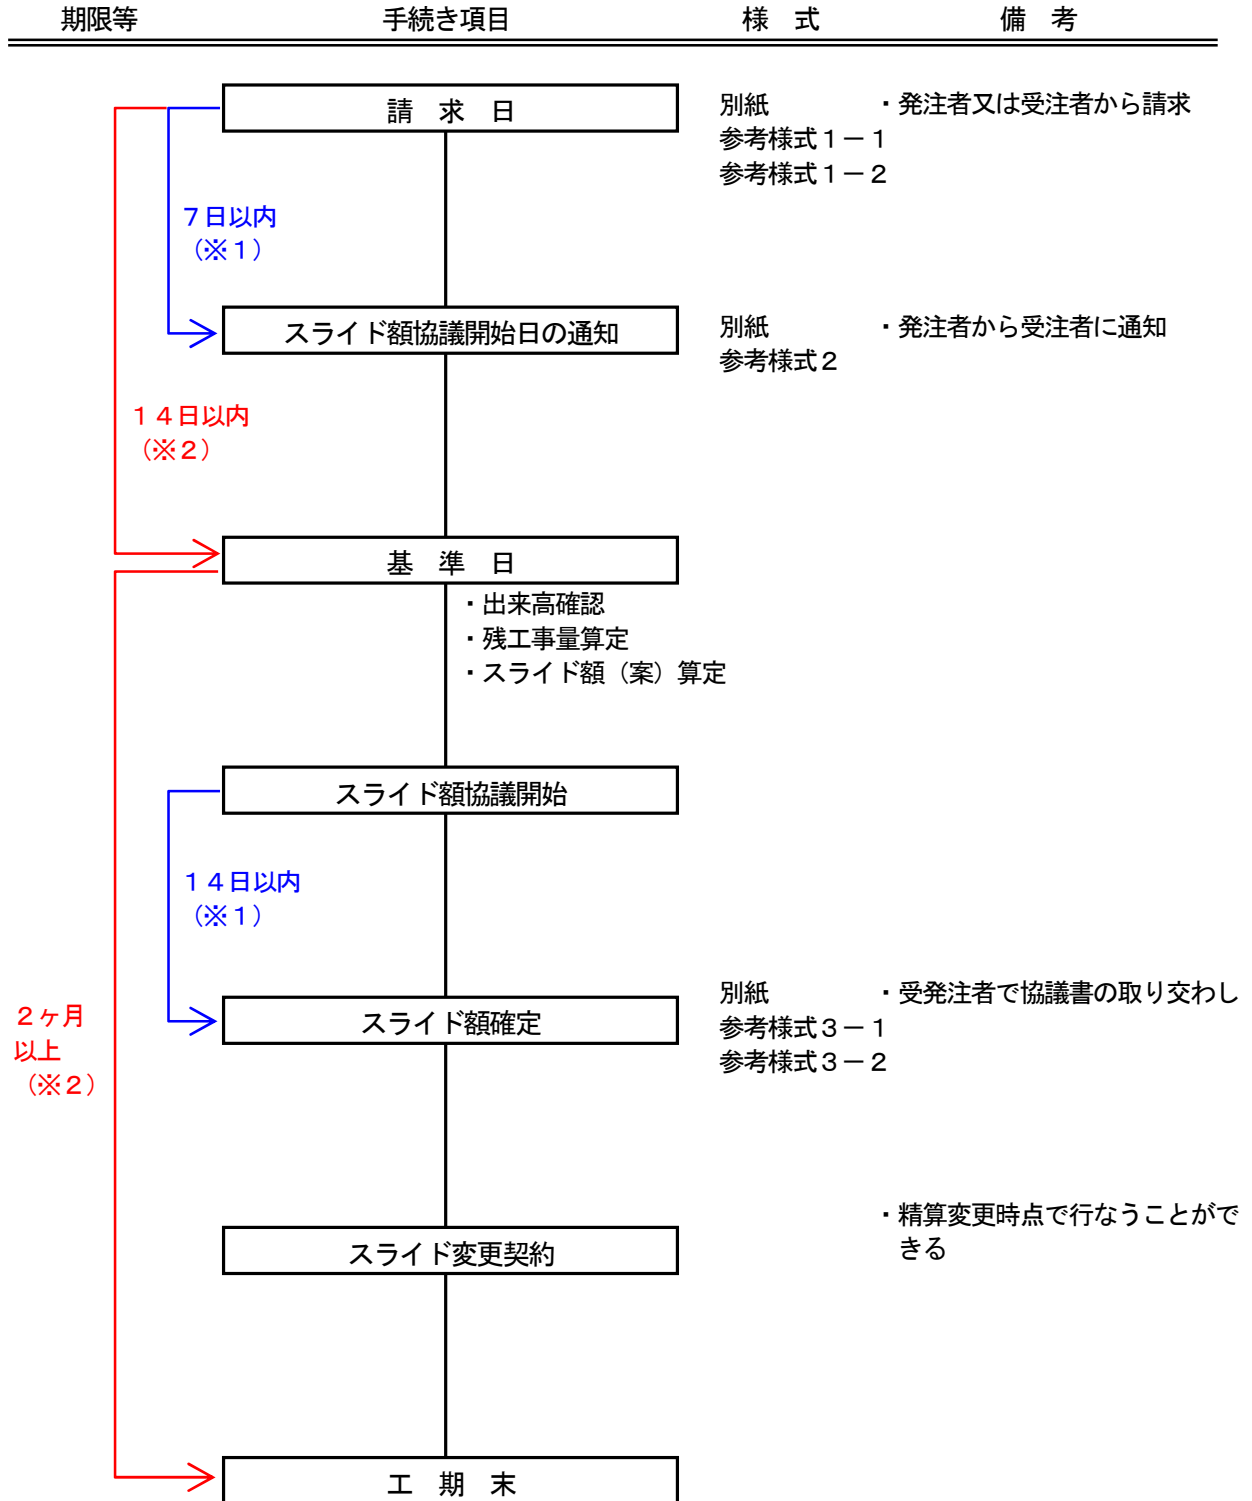 期限等　手続き項目　様　式　備　考
請　求　日
別紙
参考様式１－１
参考様式１－２
・発注者又は受注者から請求
７日以内
（※１）
スライド額協議開始日の通知
別紙
参考様式２
・発注者から受注者に通知
１４日以内
（※２）
基　準　日
・出来高確認
・残工事量算定
・スライド額（案）算定
スライド額協議開始
１４日以内
（※１）
スライド額確定
別紙
参考様式３－１
参考様式３－２
・受発注者で協議書の取り交わし
２ヶ月
以上
（※２）
スライド変更契約
・精算変更時点で行なうことがで
きる
工　期　末